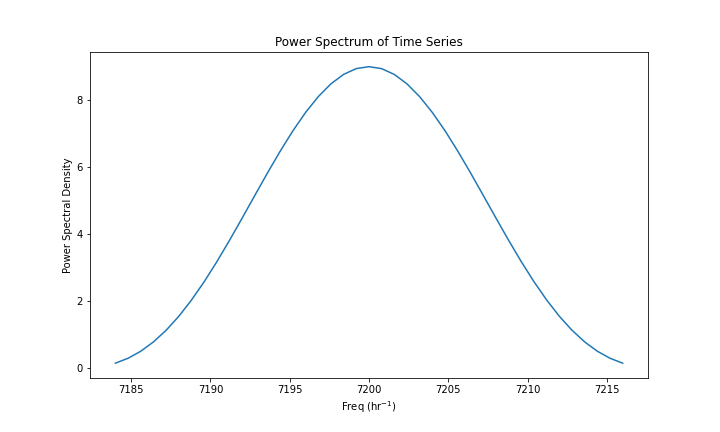 Power Spectrum of Time Series
Power Spectral Density
8
6
4
2
0
7185 7190 7195 7200 7205 7210 7215
Freq (hr⁻¹)